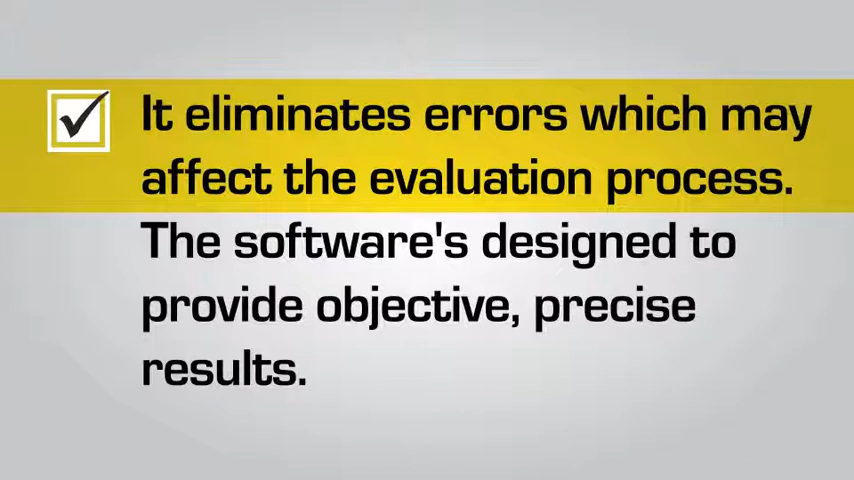 It eliminates errors which may
affect the evaluation process.
The software's designed to
provide objective, precise
results.